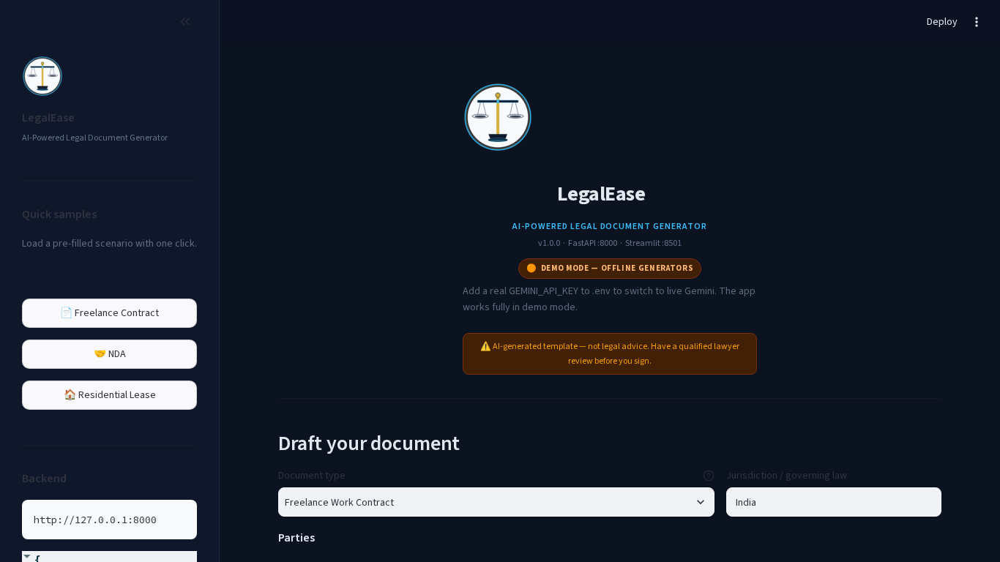 Deploy
LegalEase
AI-Powered Legal Document Generator
Quick samples
Load a pre-filled scenario with one click.
📄 Freelance Contract
🤝 NDA
🏠 Residential Lease
Backend
http://127.0.0.1:8000
{
LegalEase
AI-POWERED LEGAL DOCUMENT GENERATOR
v1.0.0 · FastAPI :8000 · Streamlit :8501
🟠 DEMO MODE — OFFLINE GENERATORS
Add a real GEMINI_API_KEY to .env to switch to live Gemini. The app
works fully in demo mode.
⚠️ AI-generated template — not legal advice. Have a qualified lawyer
review before you sign.
Draft your document
Document type
Freelance Work Contract
Jurisdiction / governing law
India
Parties